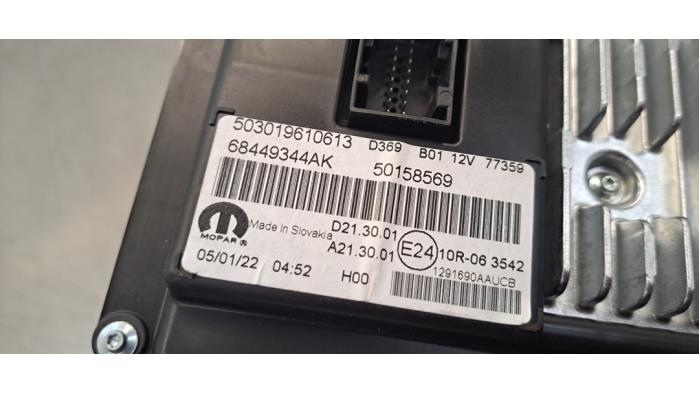 503019610613 D369 B01 12V 77359
68449344AK 50158569
MOPAR®
Made In Slovakia
D21.30.01
A21.30.01
E24 10R-06 3542
05/01/22 04:52 H00
1291690AAUCB